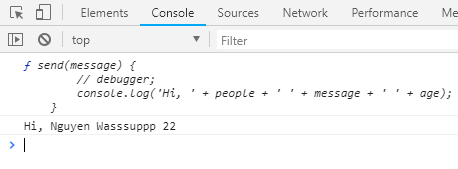 Elements Console Sources Network Performance Me
top Filter
ƒ send(message) {
// debugger;
console.log('Hi, ' + people + ' ' + message + ' ' + age);
}
Hi, Nguyen Wasssuppp 22
>